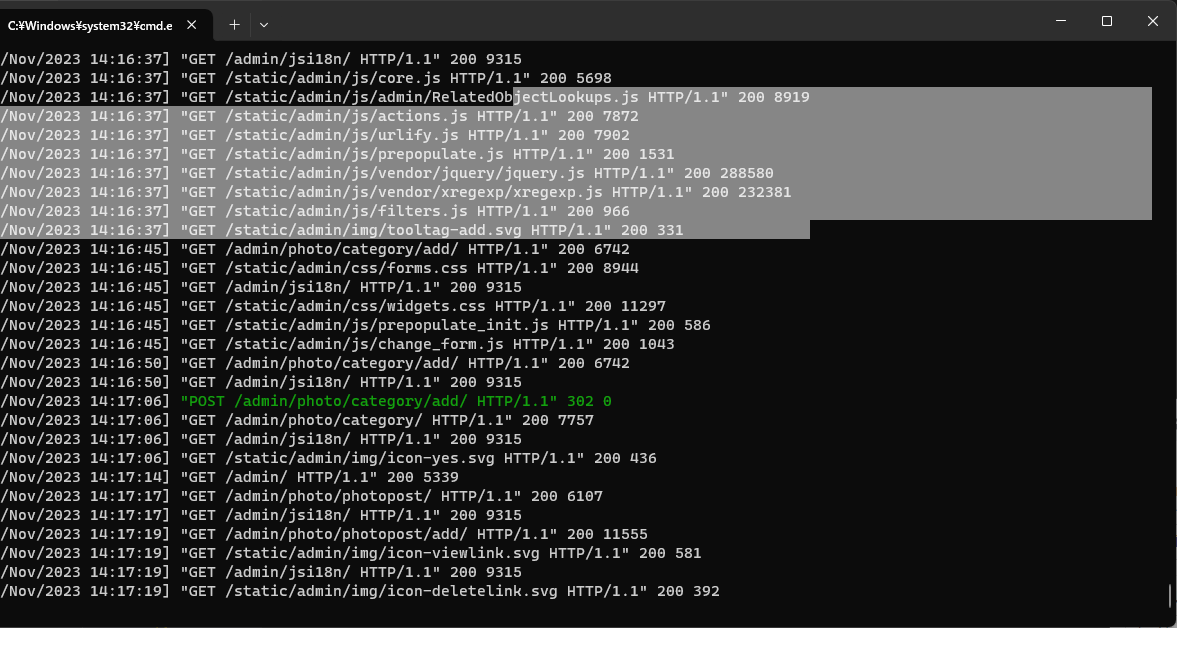 C:¥Windows¥system32¥cmd.e
/Nov/2023 14:16:37] "GET /admin/jsi18n/ HTTP/1.1" 200 9315
/Nov/2023 14:16:37] "GET /static/admin/js/core.js HTTP/1.1" 200 5698
/Nov/2023 14:16:37] "GET /static/admin/js/admin/RelatedObjectLookups.js HTTP/1.1" 200 8919
/Nov/2023 14:16:37] "GET /static/admin/js/actions.js HTTP/1.1" 200 7872
/Nov/2023 14:16:37] "GET /static/admin/js/urlify.js HTTP/1.1" 200 7902
/Nov/2023 14:16:37] "GET /static/admin/js/prepopulate.js HTTP/1.1" 200 1531
/Nov/2023 14:16:37] "GET /static/admin/js/vendor/jquery/jquery.js HTTP/1.1" 200 288580
/Nov/2023 14:16:37] "GET /static/admin/js/vendor/xregexp/xregexp.js HTTP/1.1" 200 232381
/Nov/2023 14:16:37] "GET /static/admin/js/filters.js HTTP/1.1" 200 966
/Nov/2023 14:16:37] "GET /static/admin/img/tooltag-add.svg HTTP/1.1" 200 331
/Nov/2023 14:16:45] "GET /admin/photo/category/add/ HTTP/1.1" 200 6742
/Nov/2023 14:16:45] "GET /static/admin/css/forms.css HTTP/1.1" 200 8944
/Nov/2023 14:16:45] "GET /admin/jsi18n/ HTTP/1.1" 200 9315
/Nov/2023 14:16:45] "GET /static/admin/css/widgets.css HTTP/1.1" 200 11297
/Nov/2023 14:16:45] "GET /static/admin/js/prepopulate_init.js HTTP/1.1" 200 586
/Nov/2023 14:16:45] "GET /static/admin/js/change_form.js HTTP/1.1" 200 1043
/Nov/2023 14:16:50] "GET /admin/photo/category/add/ HTTP/1.1" 200 6742
/Nov/2023 14:16:50] "GET /admin/jsi18n/ HTTP/1.1" 200 9315
/Nov/2023 14:17:06] "POST /admin/photo/category/add/ HTTP/1.1" 302 0
/Nov/2023 14:17:06] "GET /admin/photo/category/ HTTP/1.1" 200 7757
/Nov/2023 14:17:06] "GET /admin/jsi18n/ HTTP/1.1" 200 9315
/Nov/2023 14:17:06] "GET /static/admin/img/icon-yes.svg HTTP/1.1" 200 436
/Nov/2023 14:17:14] "GET /admin/ HTTP/1.1" 200 5339
/Nov/2023 14:17:17] "GET /admin/photo/photopost/ HTTP/1.1" 200 6107
/Nov/2023 14:17:17] "GET /admin/jsi18n/ HTTP/1.1" 200 9315
/Nov/2023 14:17:19] "GET /admin/photo/photopost/add/ HTTP/1.1" 200 11555
/Nov/2023 14:17:19] "GET /static/admin/img/icon-viewlink.svg HTTP/1.1" 200 581
/Nov/2023 14:17:19] "GET /admin/jsi18n/ HTTP/1.1" 200 9315
/Nov/2023 14:17:19] "GET /static/admin/img/icon-deletelink.svg HTTP/1.1" 200 392